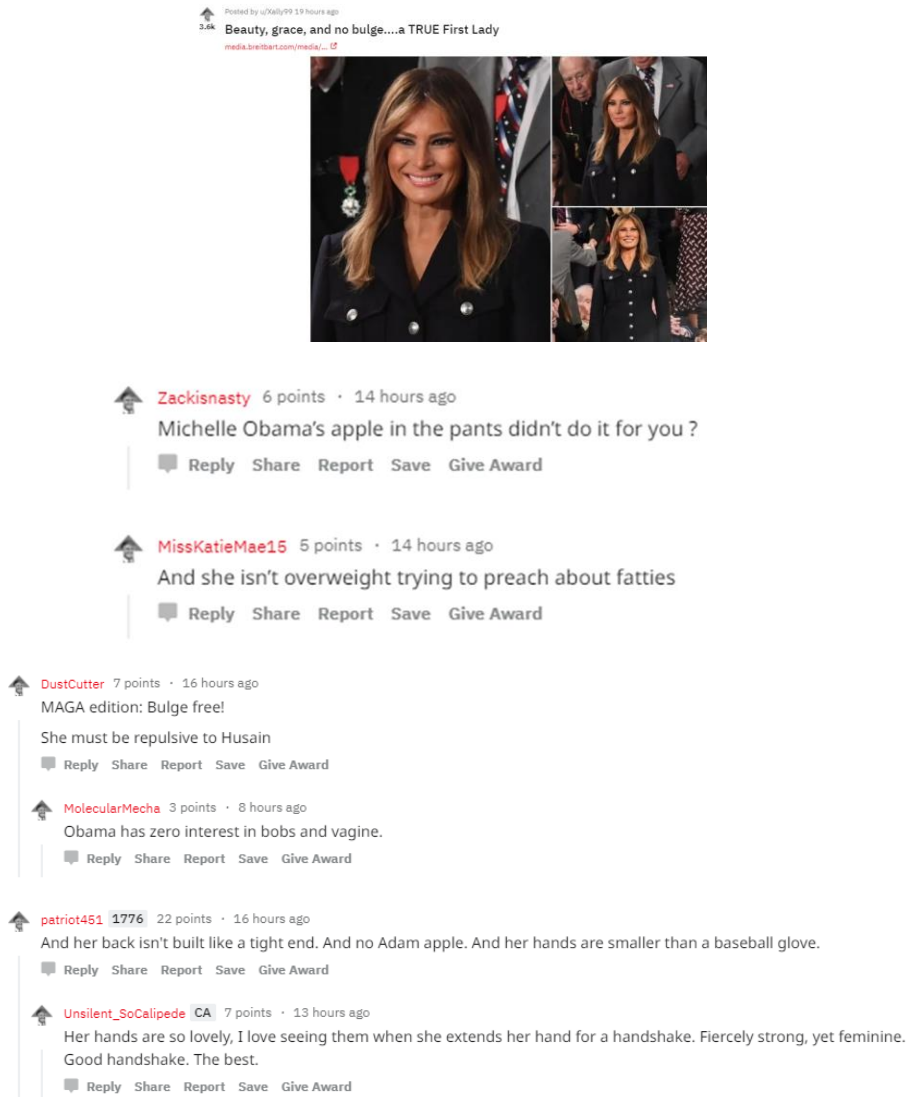 Posted by u/Xally99 19 hours ago
3.6k
Beauty, grace, and no bulge....a TRUE First Lady
media.breitbart.com/media/...
Zackisnasty 6 points · 14 hours ago
Michelle Obama's apple in the pants didn't do it for you ?
Reply Share Report Save Give Award
MissKatieMae15 5 points · 14 hours ago
And she isn't overweight trying to preach about fatties
Reply Share Report Save Give Award
DustCutter 7 points · 16 hours ago
MAGA edition: Bulge free!
She must be repulsive to Husain
Reply Share Report Save Give Award
MolecularMecha 3 points · 8 hours ago
Obama has zero interest in bobs and vagine.
Reply Share Report Save Give Award
patriot451 1776 22 points · 16 hours ago
And her back isn't built like a tight end. And no Adam apple. And her hands are smaller than a baseball glove.
Reply Share Report Save Give Award
Unsilent_SoCalipede CA 7 points · 13 hours ago
Her hands are so lovely, I love seeing them when she extends her hand for a handshake. Fiercely strong, yet feminine.
Good handshake. The best.
Reply Share Report Save Give Award